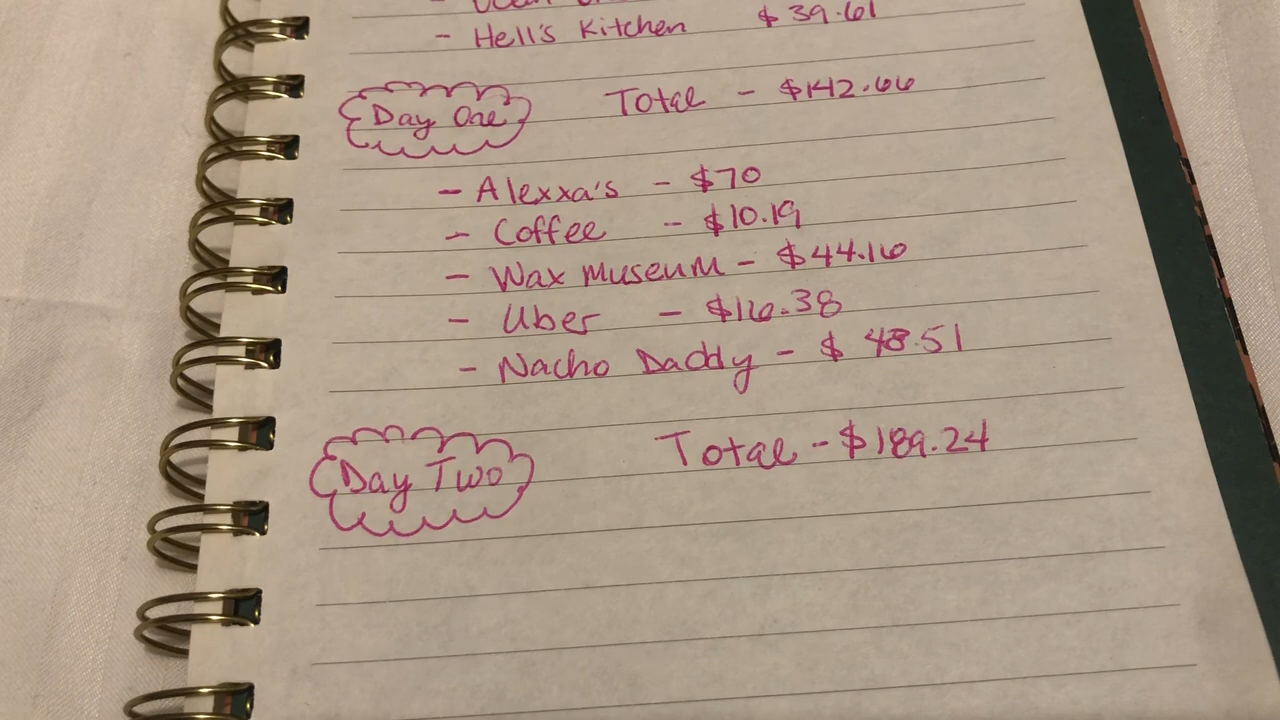 - Hell's Kitchen $39.61
Day One Total - $142.66
- Alexxa's - $70
- Coffee - $10.19
- Wax Museum - $44.16
- Uber - $16.38
- Nacho Daddy - $48.51
Day Two Total - $189.24